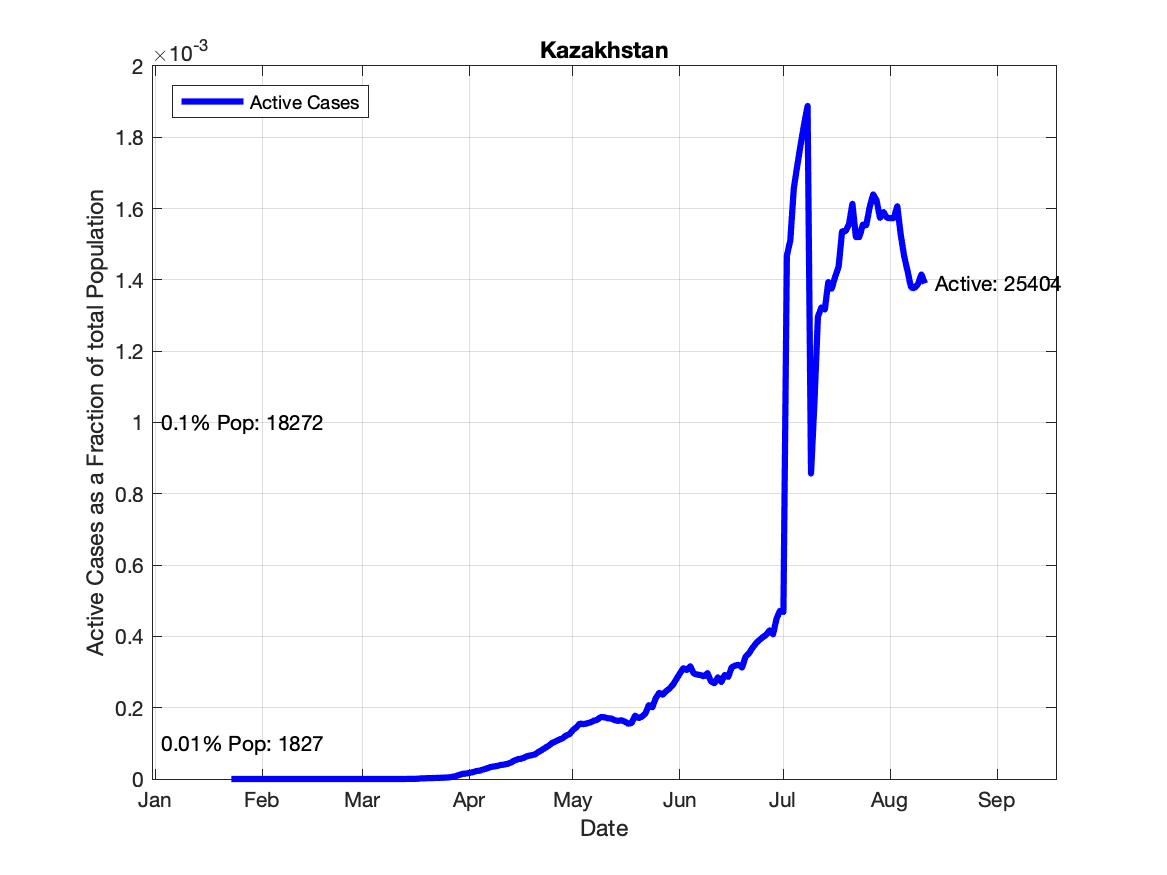 Kazakhstan
×10-3
2
1.8
1.6
1.4
1.2
1
0.8
0.6
0.4
0.2
0
Active Cases
Active: 25404
0.1% Pop: 18272
0.01% Pop: 1827
Active Cases as a Fraction of total Population
Jan Feb Mar Apr May Jun Jul Aug Sep
Date